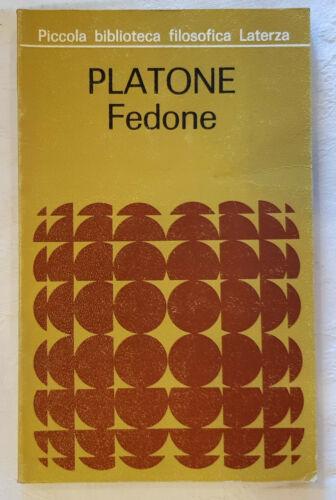 Piccola biblioteca filosofica Laterza
PLATONE
Fedone